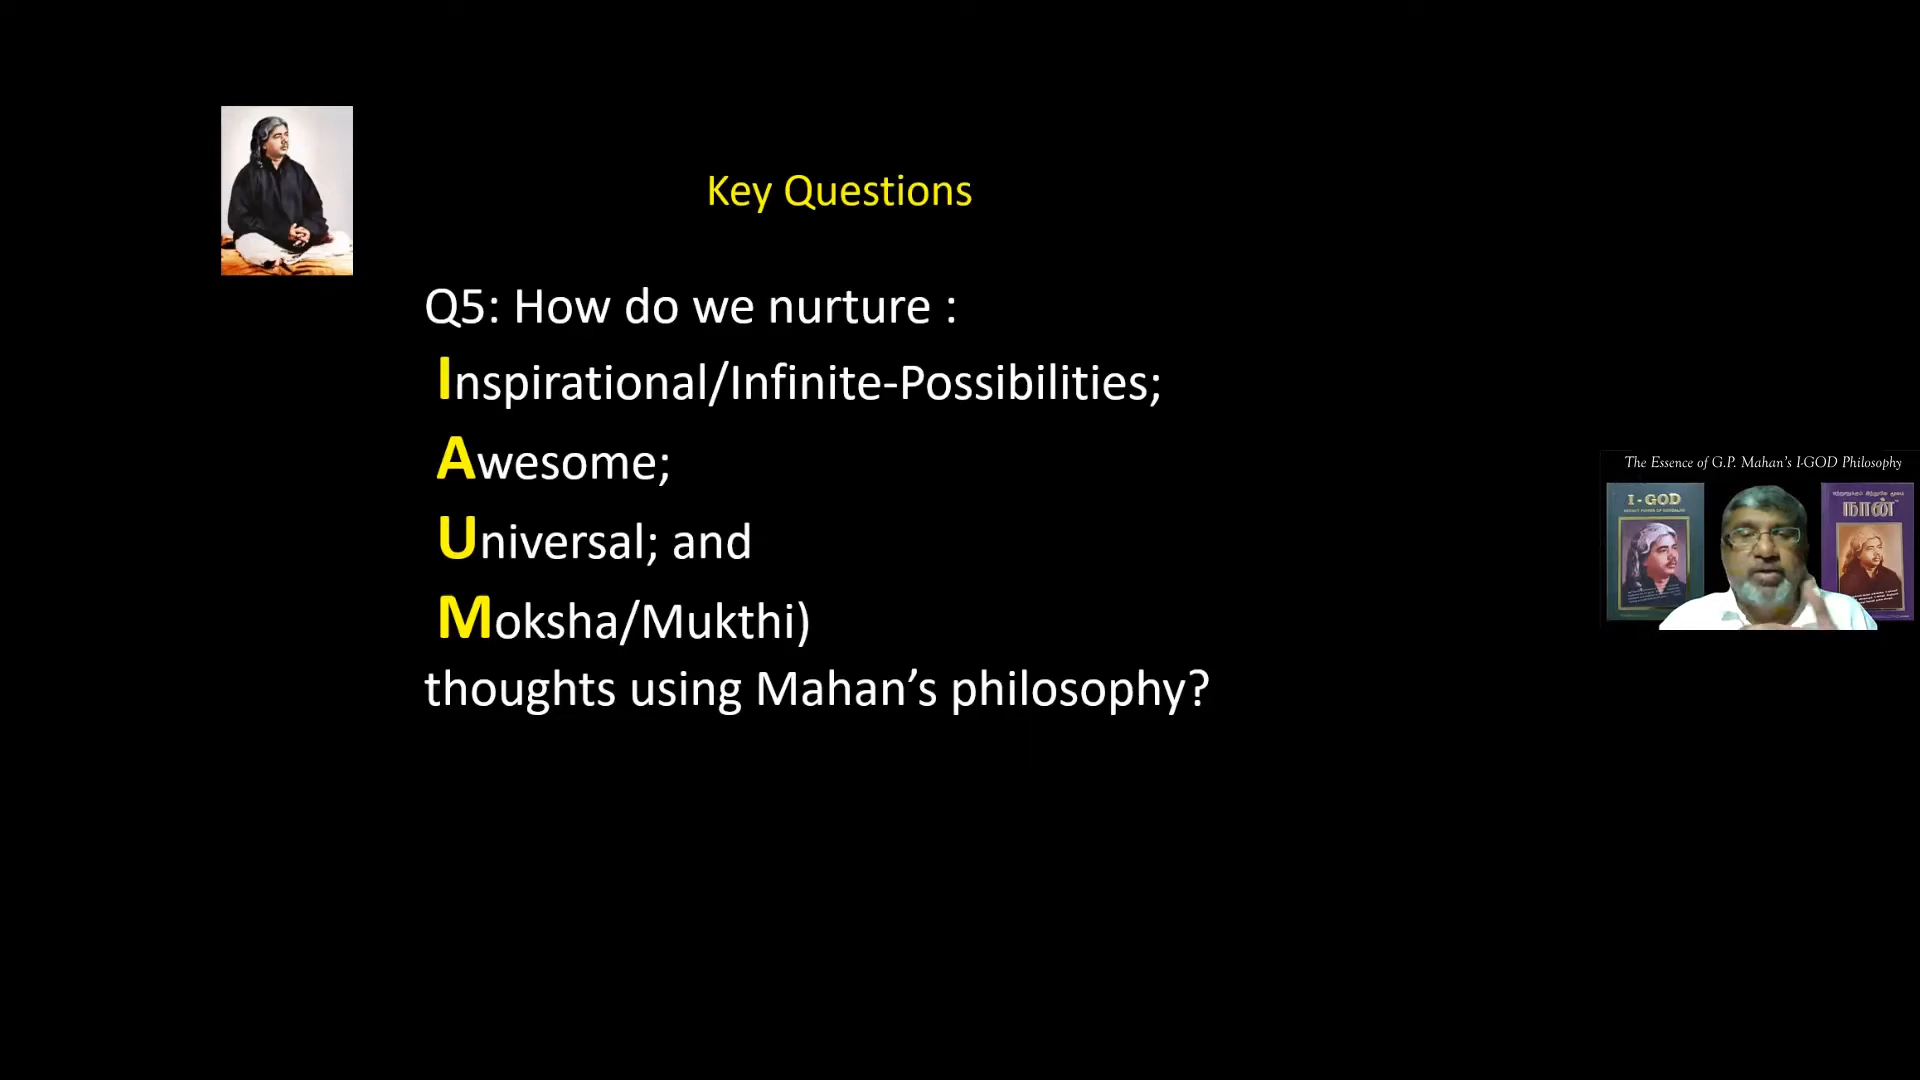 Key Questions
Q5: How do we nurture :
Inspirational/Infinite-Possibilities;
Awesome;
Universal; and
Moksha/Mukthi)
thoughts using Mahan’s philosophy?
The Essence of G.P. Mahan's I-GOD Philosophy
I-GOD
நான்